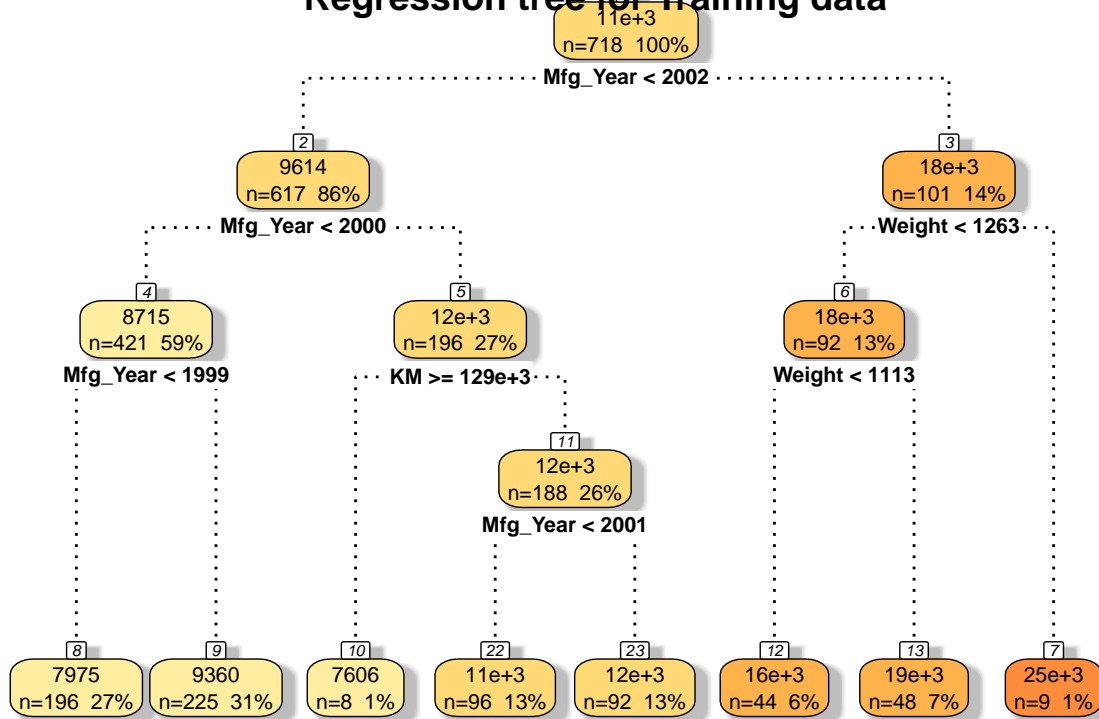 Regression tree for Training data
11e+3
n=718 100%
Mfg_Year < 2002
2
9614
n=617 86%
3
18e+3
n=101 14%
Mfg_Year < 2000
Weight < 1263
4
8715
n=421 59%
5
12e+3
n=196 27%
6
18e+3
n=92 13%
Mfg_Year < 1999
KM >= 129e+3
Weight < 1113
11
12e+3
n=188 26%
Mfg_Year < 2001
8
7975
n=196 27%
9
9360
n=225 31%
10
7606
n=8 1%
22
11e+3
n=96 13%
23
12e+3
n=92 13%
12
16e+3
n=44 6%
13
19e+3
n=48 7%
7
25e+3
n=9 1%